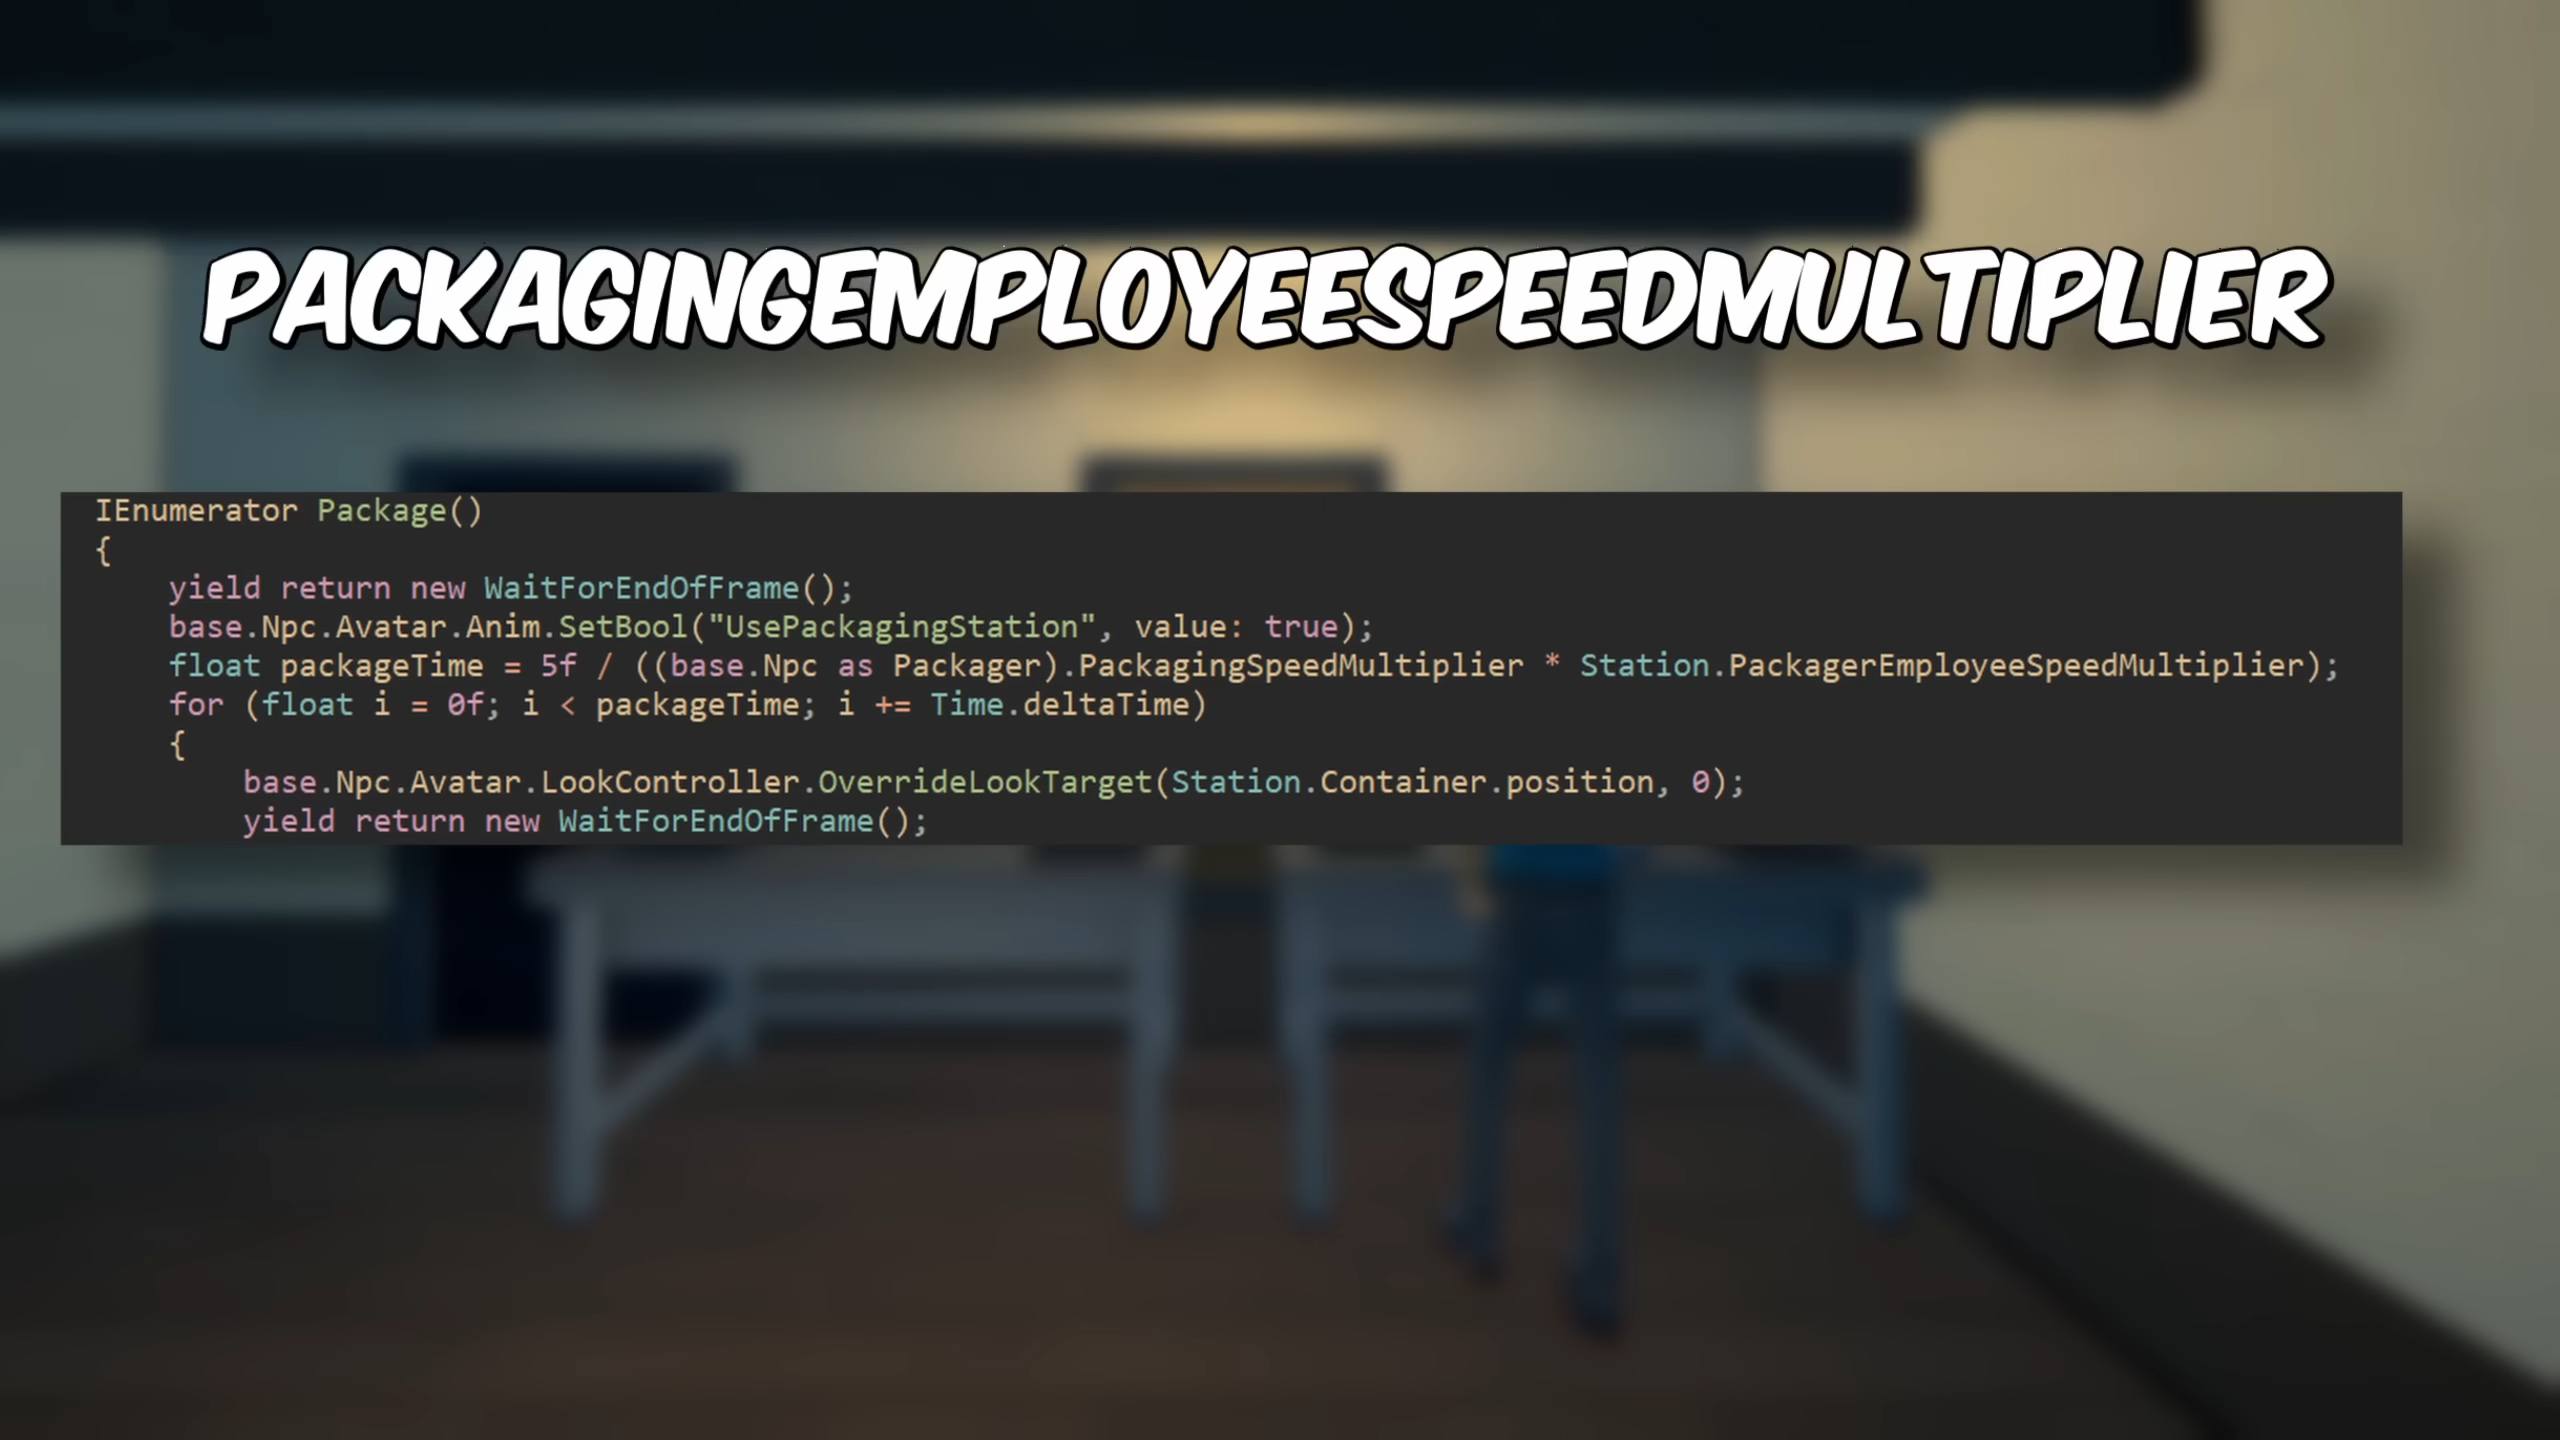 PACKAGINGEMPLOYEESPEEDMULTIPLIER
IEnumerator Package()
{
yield return new WaitForEndOfFrame();
base.Npc.Avatar.Anim.SetBool("UsePackagingStation", value: true);
float packageTime = 5f / ((base.Npc as Packager).PackagingSpeedMultiplier * Station.PackagerEmployeeSpeedMultiplier);
for (float i = 0f; i < packageTime; i += Time.deltaTime)
{
base.Npc.Avatar.LookController.OverrideLookTarget(Station.Container.position, 0);
yield return new WaitForEndOfFrame();